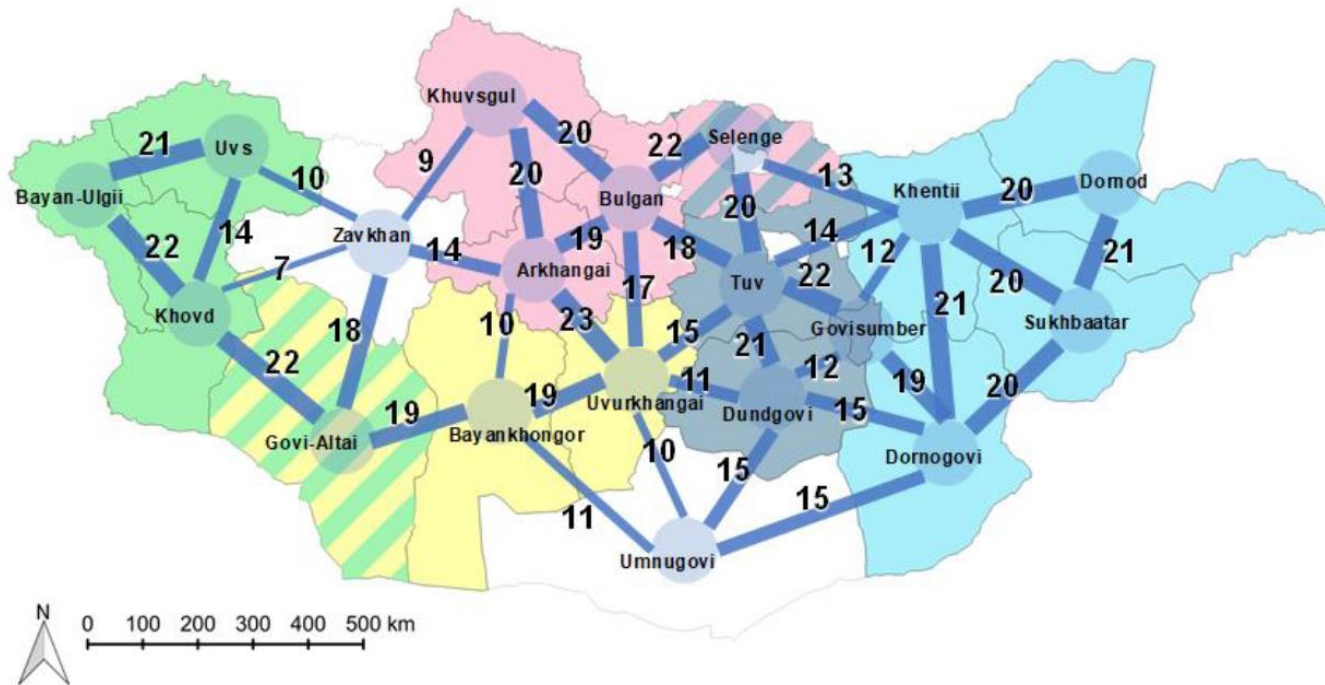 Khuvsgul
Selenge
20
22
21
Uvs
9
13
Khentii
Dornod
Bayan-Ulgii
10
20
Bulgan
20
20
22
14
Zavkhan
14
19
18
14
12
21
7
Arkhangai
17
Tuv
22
20
Khovd
18
10
23
15
Govisumber
21
Sukhbaatar
22
21
12
19
20
19
Uvurkhangai
11
Govi-Altai
Bayankhongor
19
Dundgovi
15
Dornogovi
10
15
15
11
Umnugovi
N
0 100 200 300 400 500 km